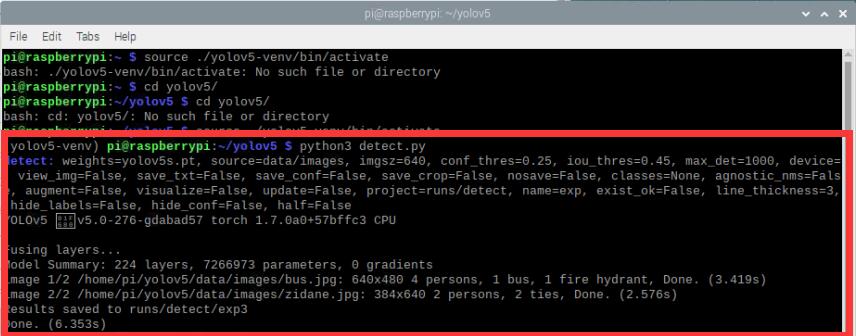 pi@raspberrypi: ~/yolov5
File Edit Tabs Help
pi@raspberrypi:~ $ source ./yolov5-venv/bin/activate
bash: ./yolov5-venv/bin/activate: No such file or directory
pi@raspberrypi:~ $ cd yolov5/
pi@raspberrypi:~/yolov5 $ cd yolov5/
bash: cd: yolov5/: No such file or directory
pi@raspberrypi:~/yolov5 $ source ./yolov5-venv/bin/activate
(yolov5-venv) pi@raspberrypi:~/yolov5 $ python3 detect.py
detect: weights=yolov5s.pt, source=data/images, imgsz=640, conf_thres=0.25, iou_thres=0.45, max_det=1000, device=
, view_img=False, save_txt=False, save_conf=False, save_crop=False, nosave=False, classes=None, agnostic_nms=Fals
e, augment=False, visualize=False, update=False, project=runs/detect, name=exp, exist_ok=False, line_thickness=3,
hide_labels=False, hide_conf=False, half=False
YOLOv5 v5.0-276-gdabad57 torch 1.7.0a0+57bffc3 CPU
Fusing layers...
Model Summary: 224 layers, 7266973 parameters, 0 gradients
image 1/2 /home/pi/yolov5/data/images/bus.jpg: 640x480 4 persons, 1 bus, 1 fire hydrant, Done. (3.419s)
image 2/2 /home/pi/yolov5/data/images/zidane.jpg: 384x640 2 persons, 2 ties, Done. (2.576s)
Results saved to runs/detect/exp3
Done. (6.353s)